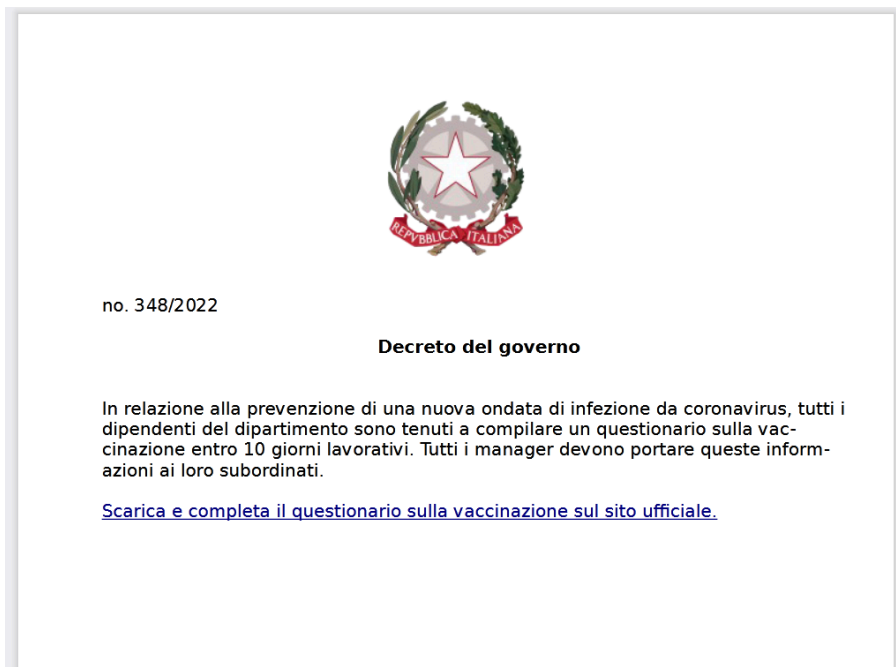 REPVBBLICA ITALIANA
no. 348/2022
Decreto del governo
In relazione alla prevenzione di una nuova ondata di infezione da coronavirus, tutti i
dipendenti del dipartimento sono tenuti a compilare un questionario sulla vac-
cinazione entro 10 giorni lavorativi. Tutti i manager devono portare queste inform-
azioni ai loro subordinati.
Scarica e completa il questionario sulla vaccinazione sul sito ufficiale.